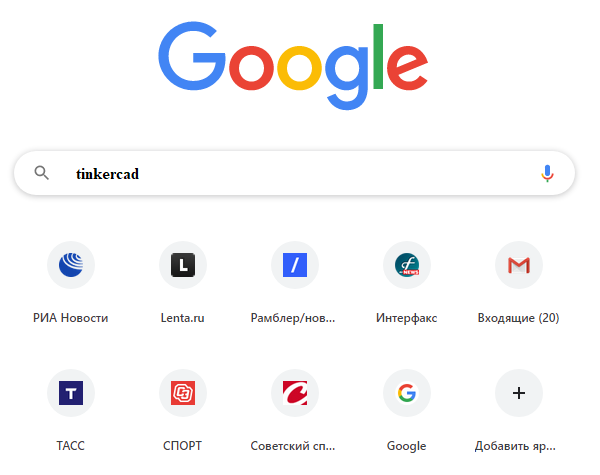 Google
tinkercad
РИА Новости
Lenta.ru
Рамблер/нов...
Интерфакс
Входящие (20)
ТАСС
СПОРТ
Советский сп...
Google
Добавить яр...